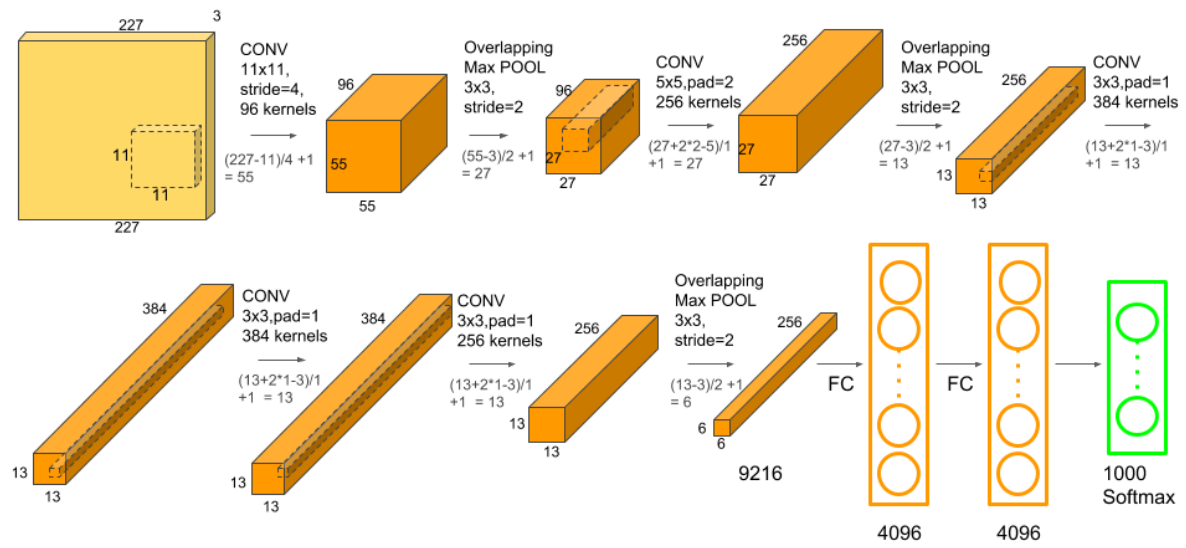 227
3
11
11
227
CONV
11x11,
stride=4,
96 kernels
(227-11)/4 +1
= 55
96
55
55
Overlapping
Max POOL
3x3,
stride=2
(55-3)/2 +1
= 27
96
27
27
CONV
5x5,pad=2
256 kernels
(27+2*2-5)/1
+1 = 27
256
27
27
Overlapping
Max POOL
3x3,
stride=2
(27-3)/2 +1
= 13
256
13
13
CONV
3x3,pad=1
384 kernels
(13+2*1-3)/1
+1 = 13
384
13
13
CONV
3x3,pad=1
384 kernels
(13+2*1-3)/1
+1 = 13
384
13
13
CONV
3x3,pad=1
256 kernels
(13+2*1-3)/1
+1 = 13
256
13
13
Overlapping
Max POOL
3x3,
stride=2
(13-3)/2 +1
= 6
256
6
6
9216
FC
4096
FC
4096
1000
Softmax